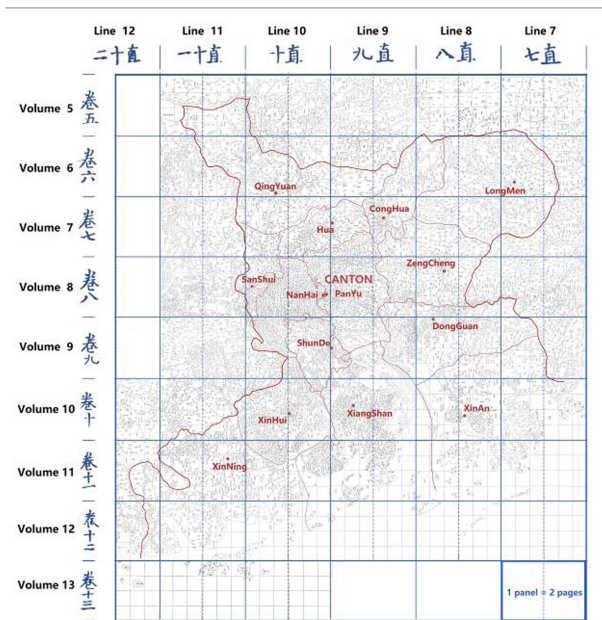 Line 12 Line 11 Line 10 Line 9 Line 8 Line 7
二十直 一十直 十直 九直 八直 七直
Volume 5 卷五
Volume 6 卷六
QingYuan
LongMen
Volume 7 卷七
CongHua
Hua
Volume 8 卷八
ZengCheng
SanShui
CANTON
NanHai PanYu
DongGuan
Volume 9 卷九
ShunDe
Volume 10 卷十
XinHui
XiangShan
XinAn
Volume 11 卷十一
XinNing
Volume 12 卷十二
Volume 13 卷十三
1 panel = 2 pages